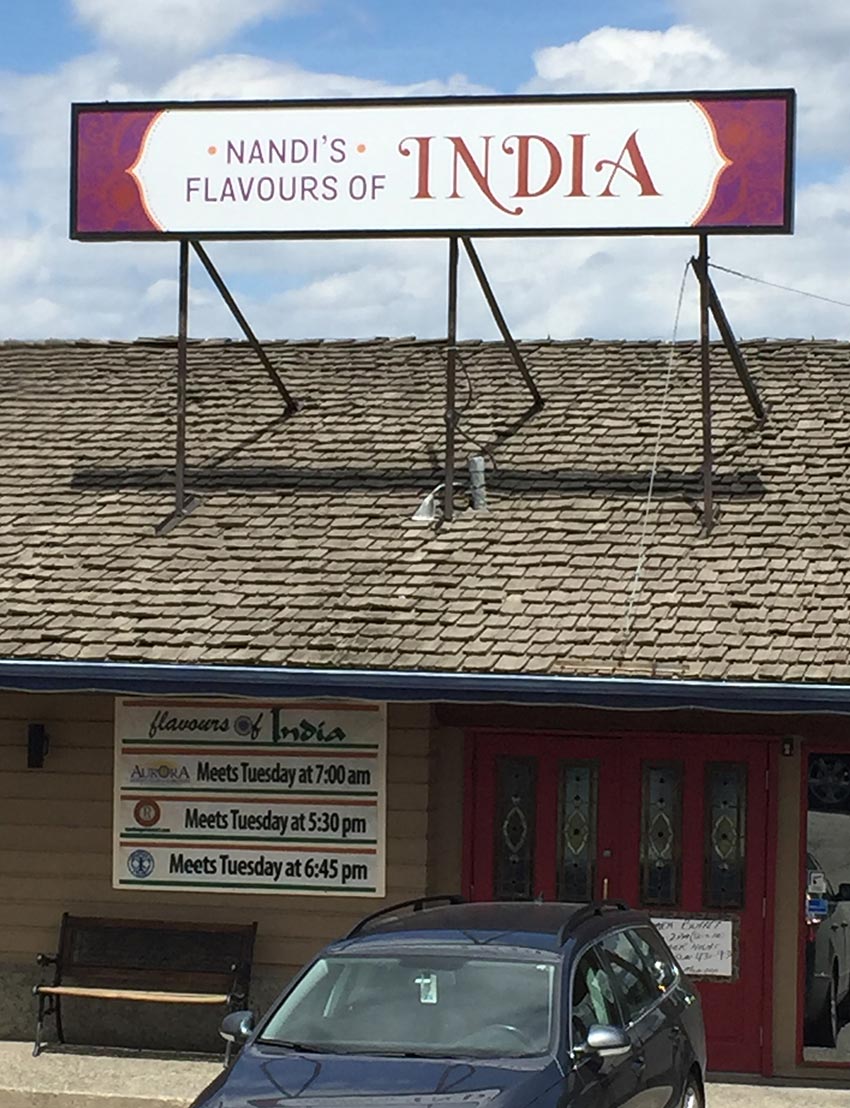 • NANDI'S •
FLAVOURS OF INDIA
flavours of India
AURORA Meets Tuesday at 7:00 am
R Meets Tuesday at 5:30 pm
Meets Tuesday at 6:45 pm